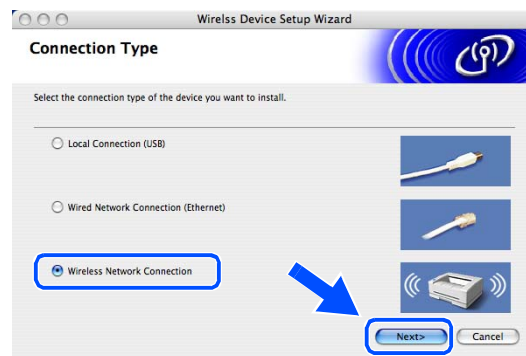 Wirelss Device Setup Wizard
Connection Type
Select the connection type of the device you want to install.
Local Connection (USB)
Wired Network Connection (Ethernet)
Wireless Network Connection
Next> Cancel